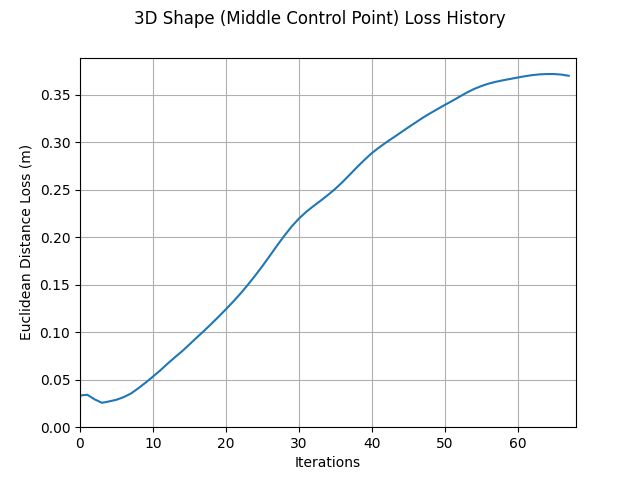 3D Shape (Middle Control Point) Loss History
Euclidean Distance Loss (m)
0.35
0.30
0.25
0.20
0.15
0.10
0.05
0.00
0 10 20 30 40 50 60
Iterations